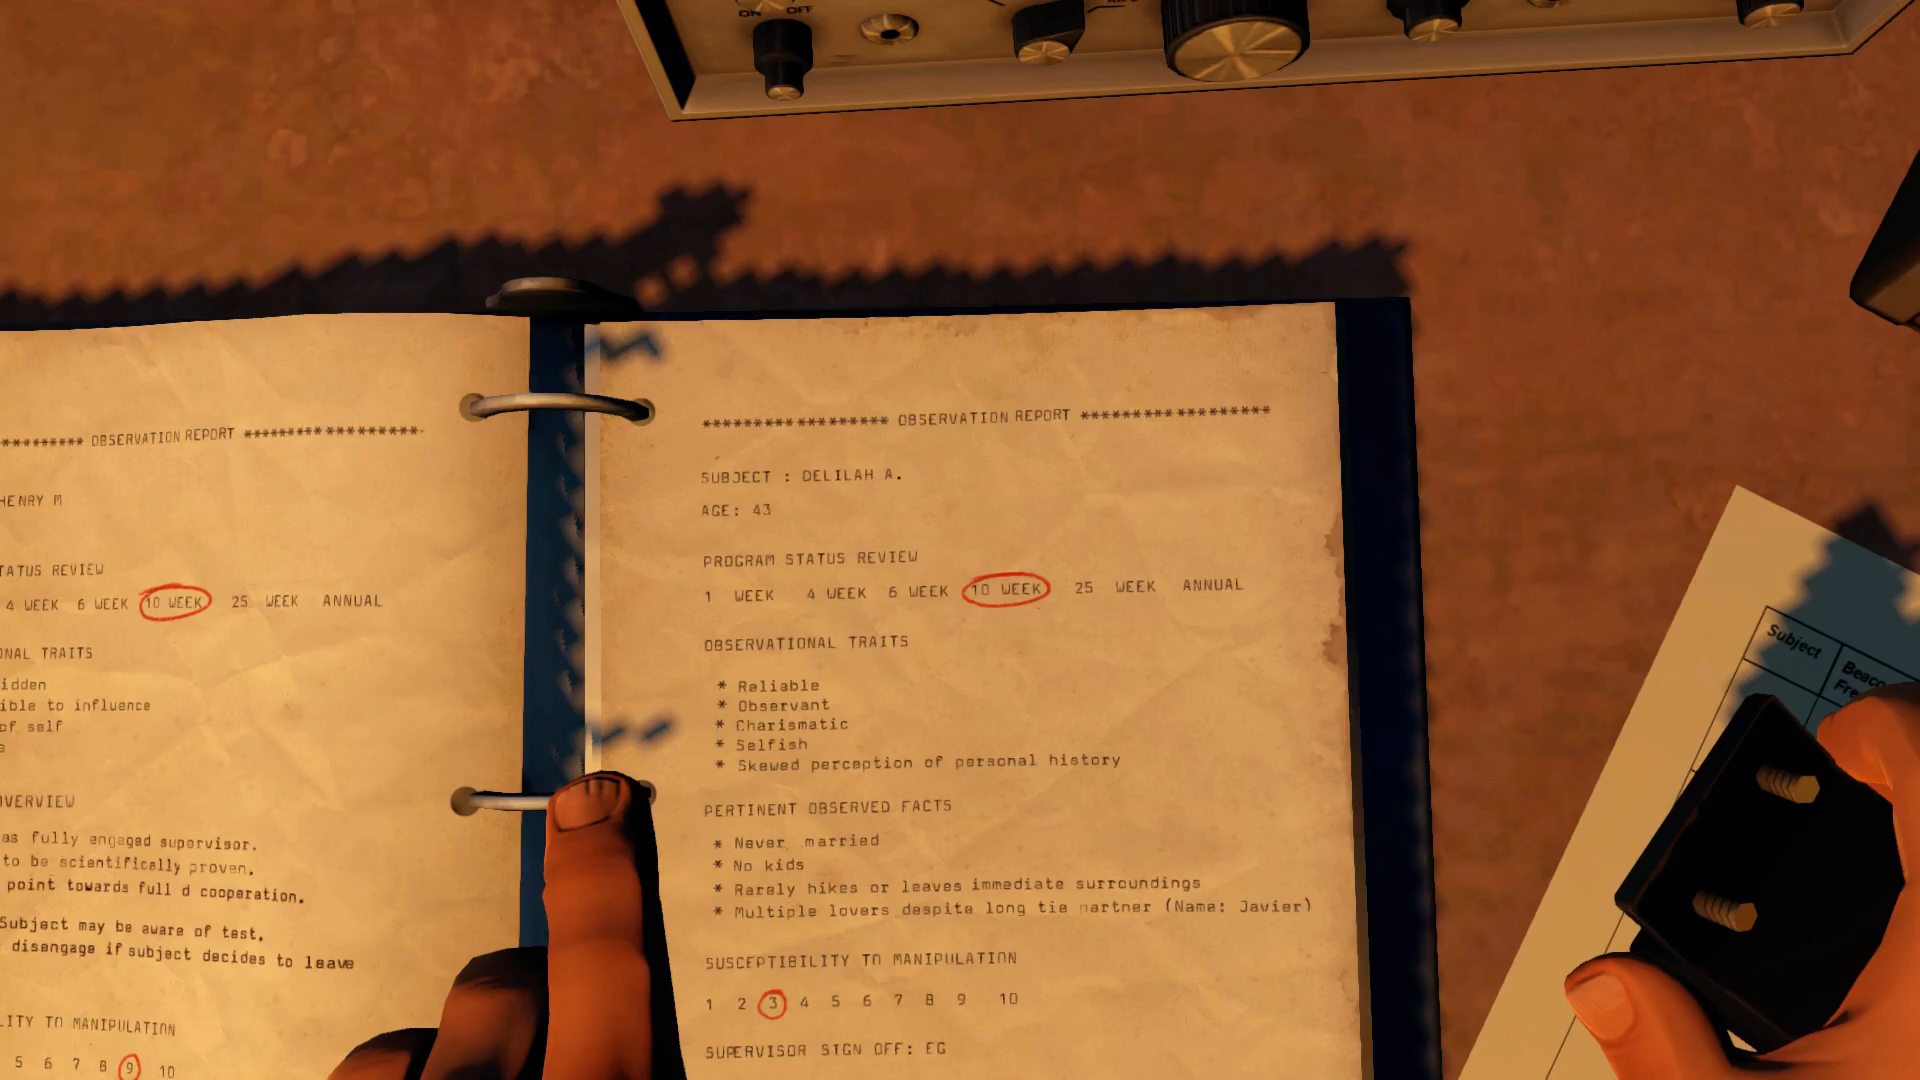 ON OFF
********* OBSERVATION REPORT ******************
HENRY M
TATUS REVIEW
4 WEEK 6 WEEK 10 WEEK 25 WEEK ANNUAL
ONAL TRAITS
idden
ible to influence
of self
OVERVIEW
as fully engaged supervisor.
to be scientifically proven.
point towards full d cooperation.
Subject may be aware of test.
disengage if subject decides to leave
LITY TO MANIPULATION
5 6 7 8 9 10
***************** OBSERVATION REPORT *****************
SUBJECT : DELILAH A.
AGE: 43
PROGRAM STATUS REVIEW
1 WEEK 4 WEEK 6 WEEK 10 WEEK 25 WEEK ANNUAL
OBSERVATIONAL TRAITS
* Reliable
* Observant
* Charismatic
* Selfish
* Skewed perception of personal history
PERTINENT OBSERVED FACTS
* Never married
* No kids
* Rarely hikes or leaves immediate surroundings
* Multiple lovers despite long tie partner (Name: Javier)
SUSCEPTIBILITY TO MANIPULATION
1 2 3 4 5 6 7 8 9 10
SUPERVISOR SIGN OFF: EG
Subject
Beaco
Fre